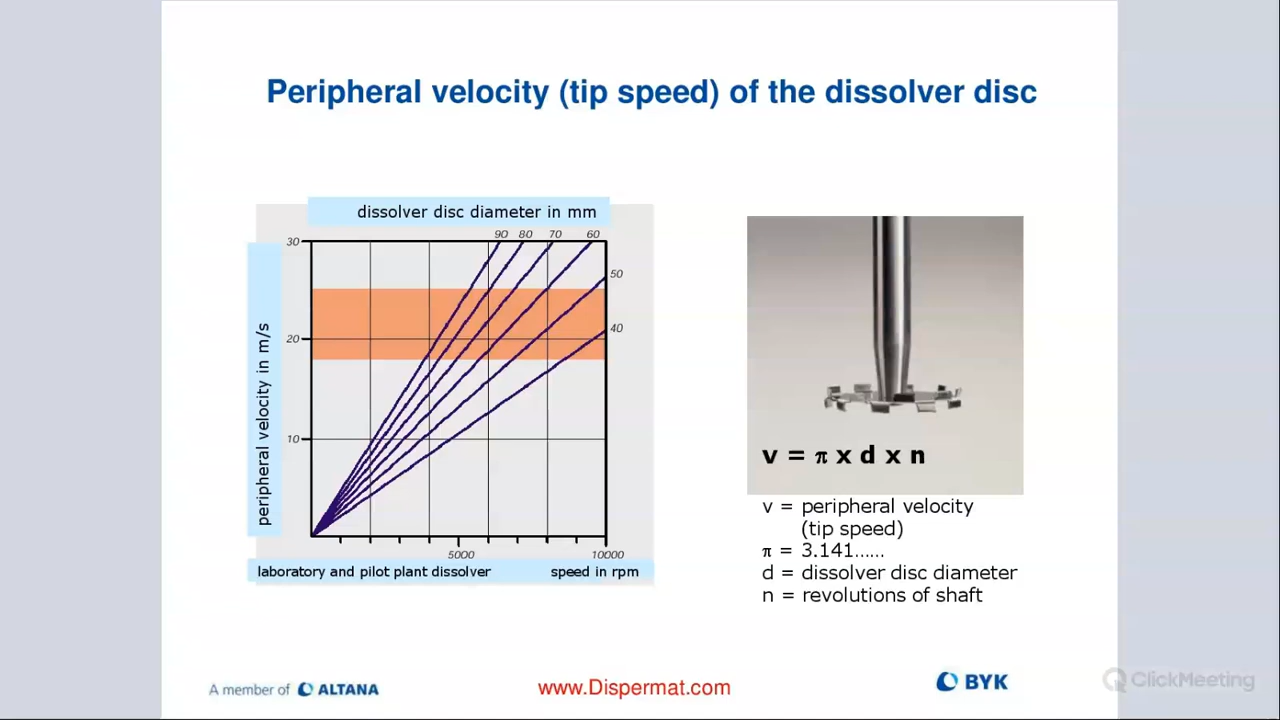 Peripheral velocity (tip speed) of the dissolver disc
dissolver disc diameter in mm
90 80 70 60
30
50
40
20
10
peripheral velocity in m/s
5000 10000
laboratory and pilot plant dissolver speed in rpm
v = π x d x n
v = peripheral velocity
(tip speed)
π = 3.141......
d = dissolver disc diameter
n = revolutions of shaft
A member of ALTANA
www.Dispermat.com
BYK
ClickMeeting